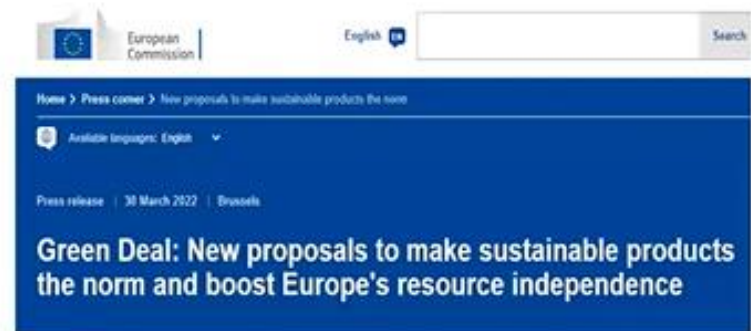 European
Commission
English EN
Search
Home > Press corner > New proposals to make sustainable products the norm
Available languages: English
Press release | 30 March 2022 | Brussels
Green Deal: New proposals to make sustainable products
the norm and boost Europe's resource independence